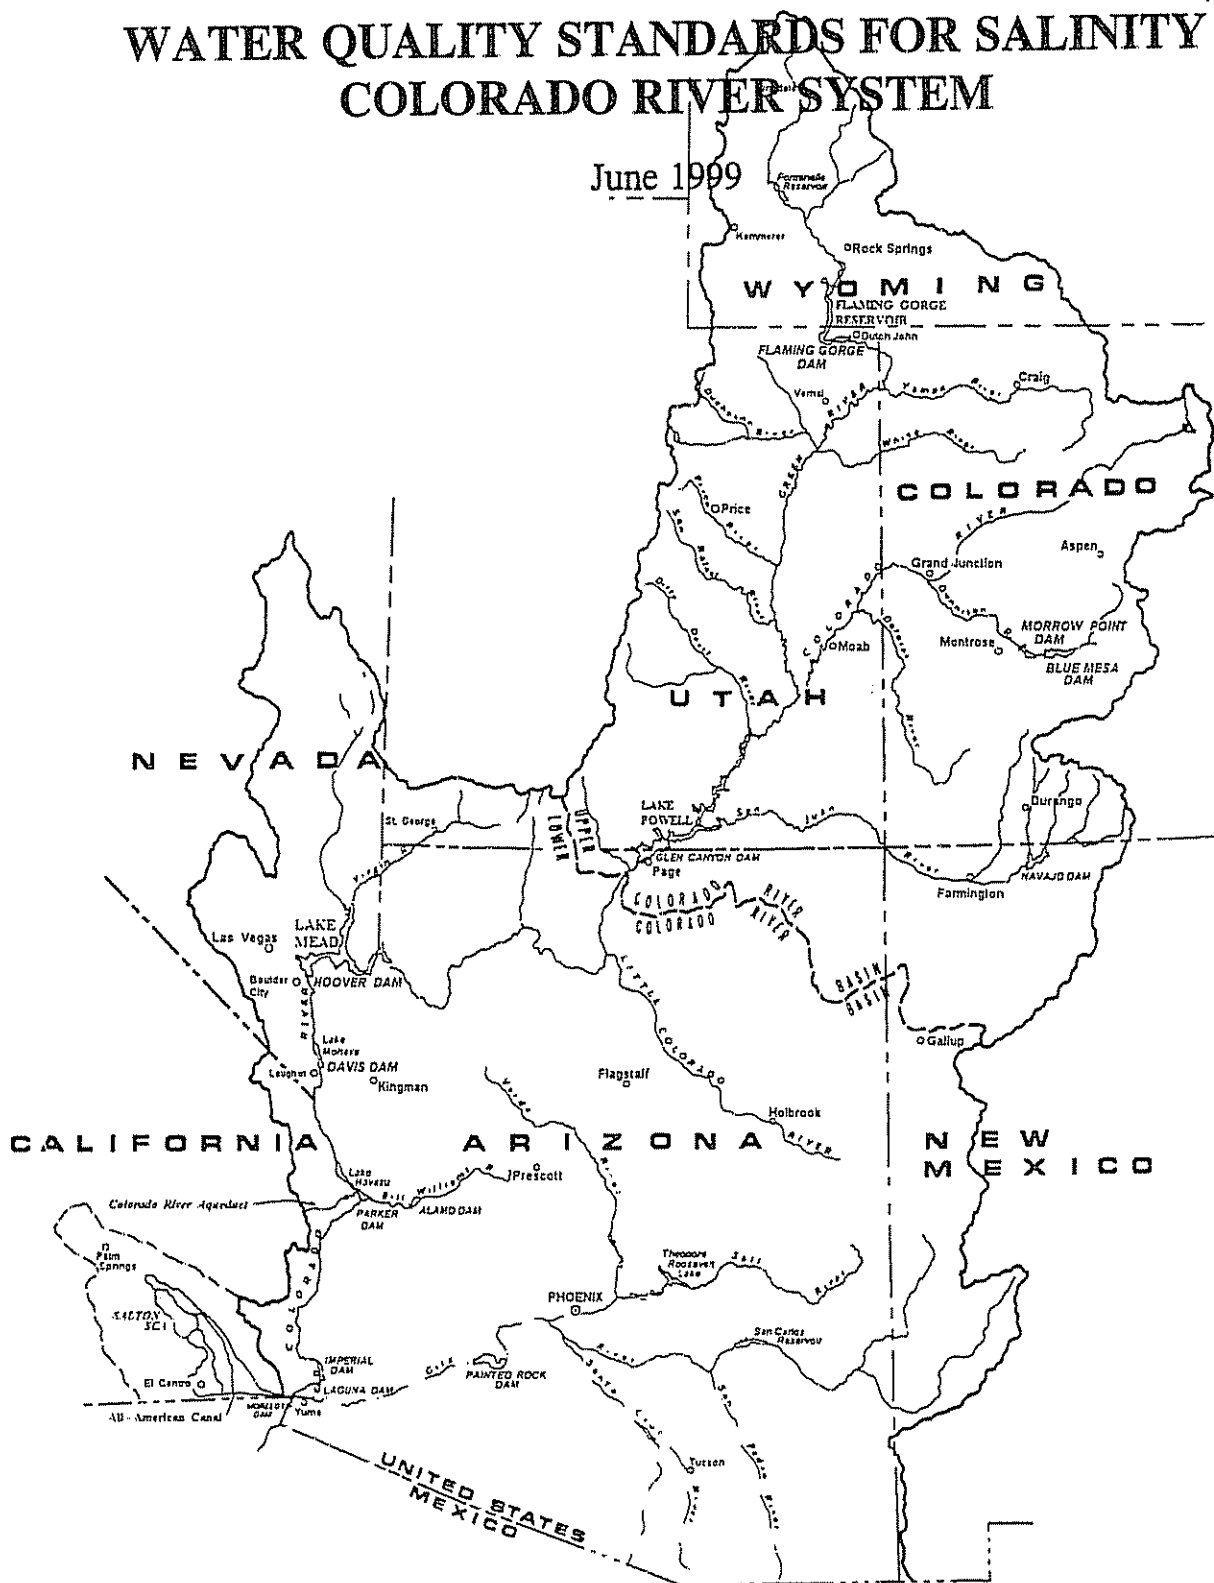 WATER QUALITY STANDARDS FOR SALINITY
COLORADO RIVER SYSTEM
June 1999
Fontenelle
Reservoir
Kemmerer
Rock Springs
WYOMING
FLAMING GORGE
RESERVOIR
Dutch John
FLAMING GORGE
DAM
Vernal
Craig
Yampa River
Duchesne River
White River
GREEN RIVER
COLORADO
Price
Price River
San Rafael River
RIVER
Aspen
Grand Junction
COLORADO
Gunnison
Dirty Devil River
Dolores River
MORROW POINT
DAM
Montrose
Moab
BLUE MESA
DAM
UTAH
NEVADA
LAKE
POWELL
San Juan River
Durango
St. George
UPPER
LOWER
Virgin R
GLEN CANYON DAM
Page
Farmington
NAVAJO DAM
COLORADO RIVER BASIN
COLORADO RIVER BASIN
Las Vegas
LAKE
MEAD
Boulder
City
HOOVER DAM
RIVER
LITTLE COLORADO RIVER
Gallup
Lake
Mohave
Laughlin
DAVIS DAM
Kingman
Flagstaff
Verde River
Holbrook
CALIFORNIA
ARIZONA
NEW
MEXICO
Lake
Havasu
Bill Williams R
Prescott
Colorado River Aqueduct
PARKER
DAM
ALAMO DAM
Palm
Springs
COLORADO
Theodore
Roosevelt
Lake
Salt River
PHOENIX
SALTON
SEA
San Carlos
Reservoir
IMPERIAL
DAM
Gila River
PAINTED ROCK
DAM
El Centro
LAGUNA DAM
MORELOS
DAM
Yuma
All-American Canal
Santa Cruz River
San Pedro River
Tucson
UNITED STATES
MEXICO